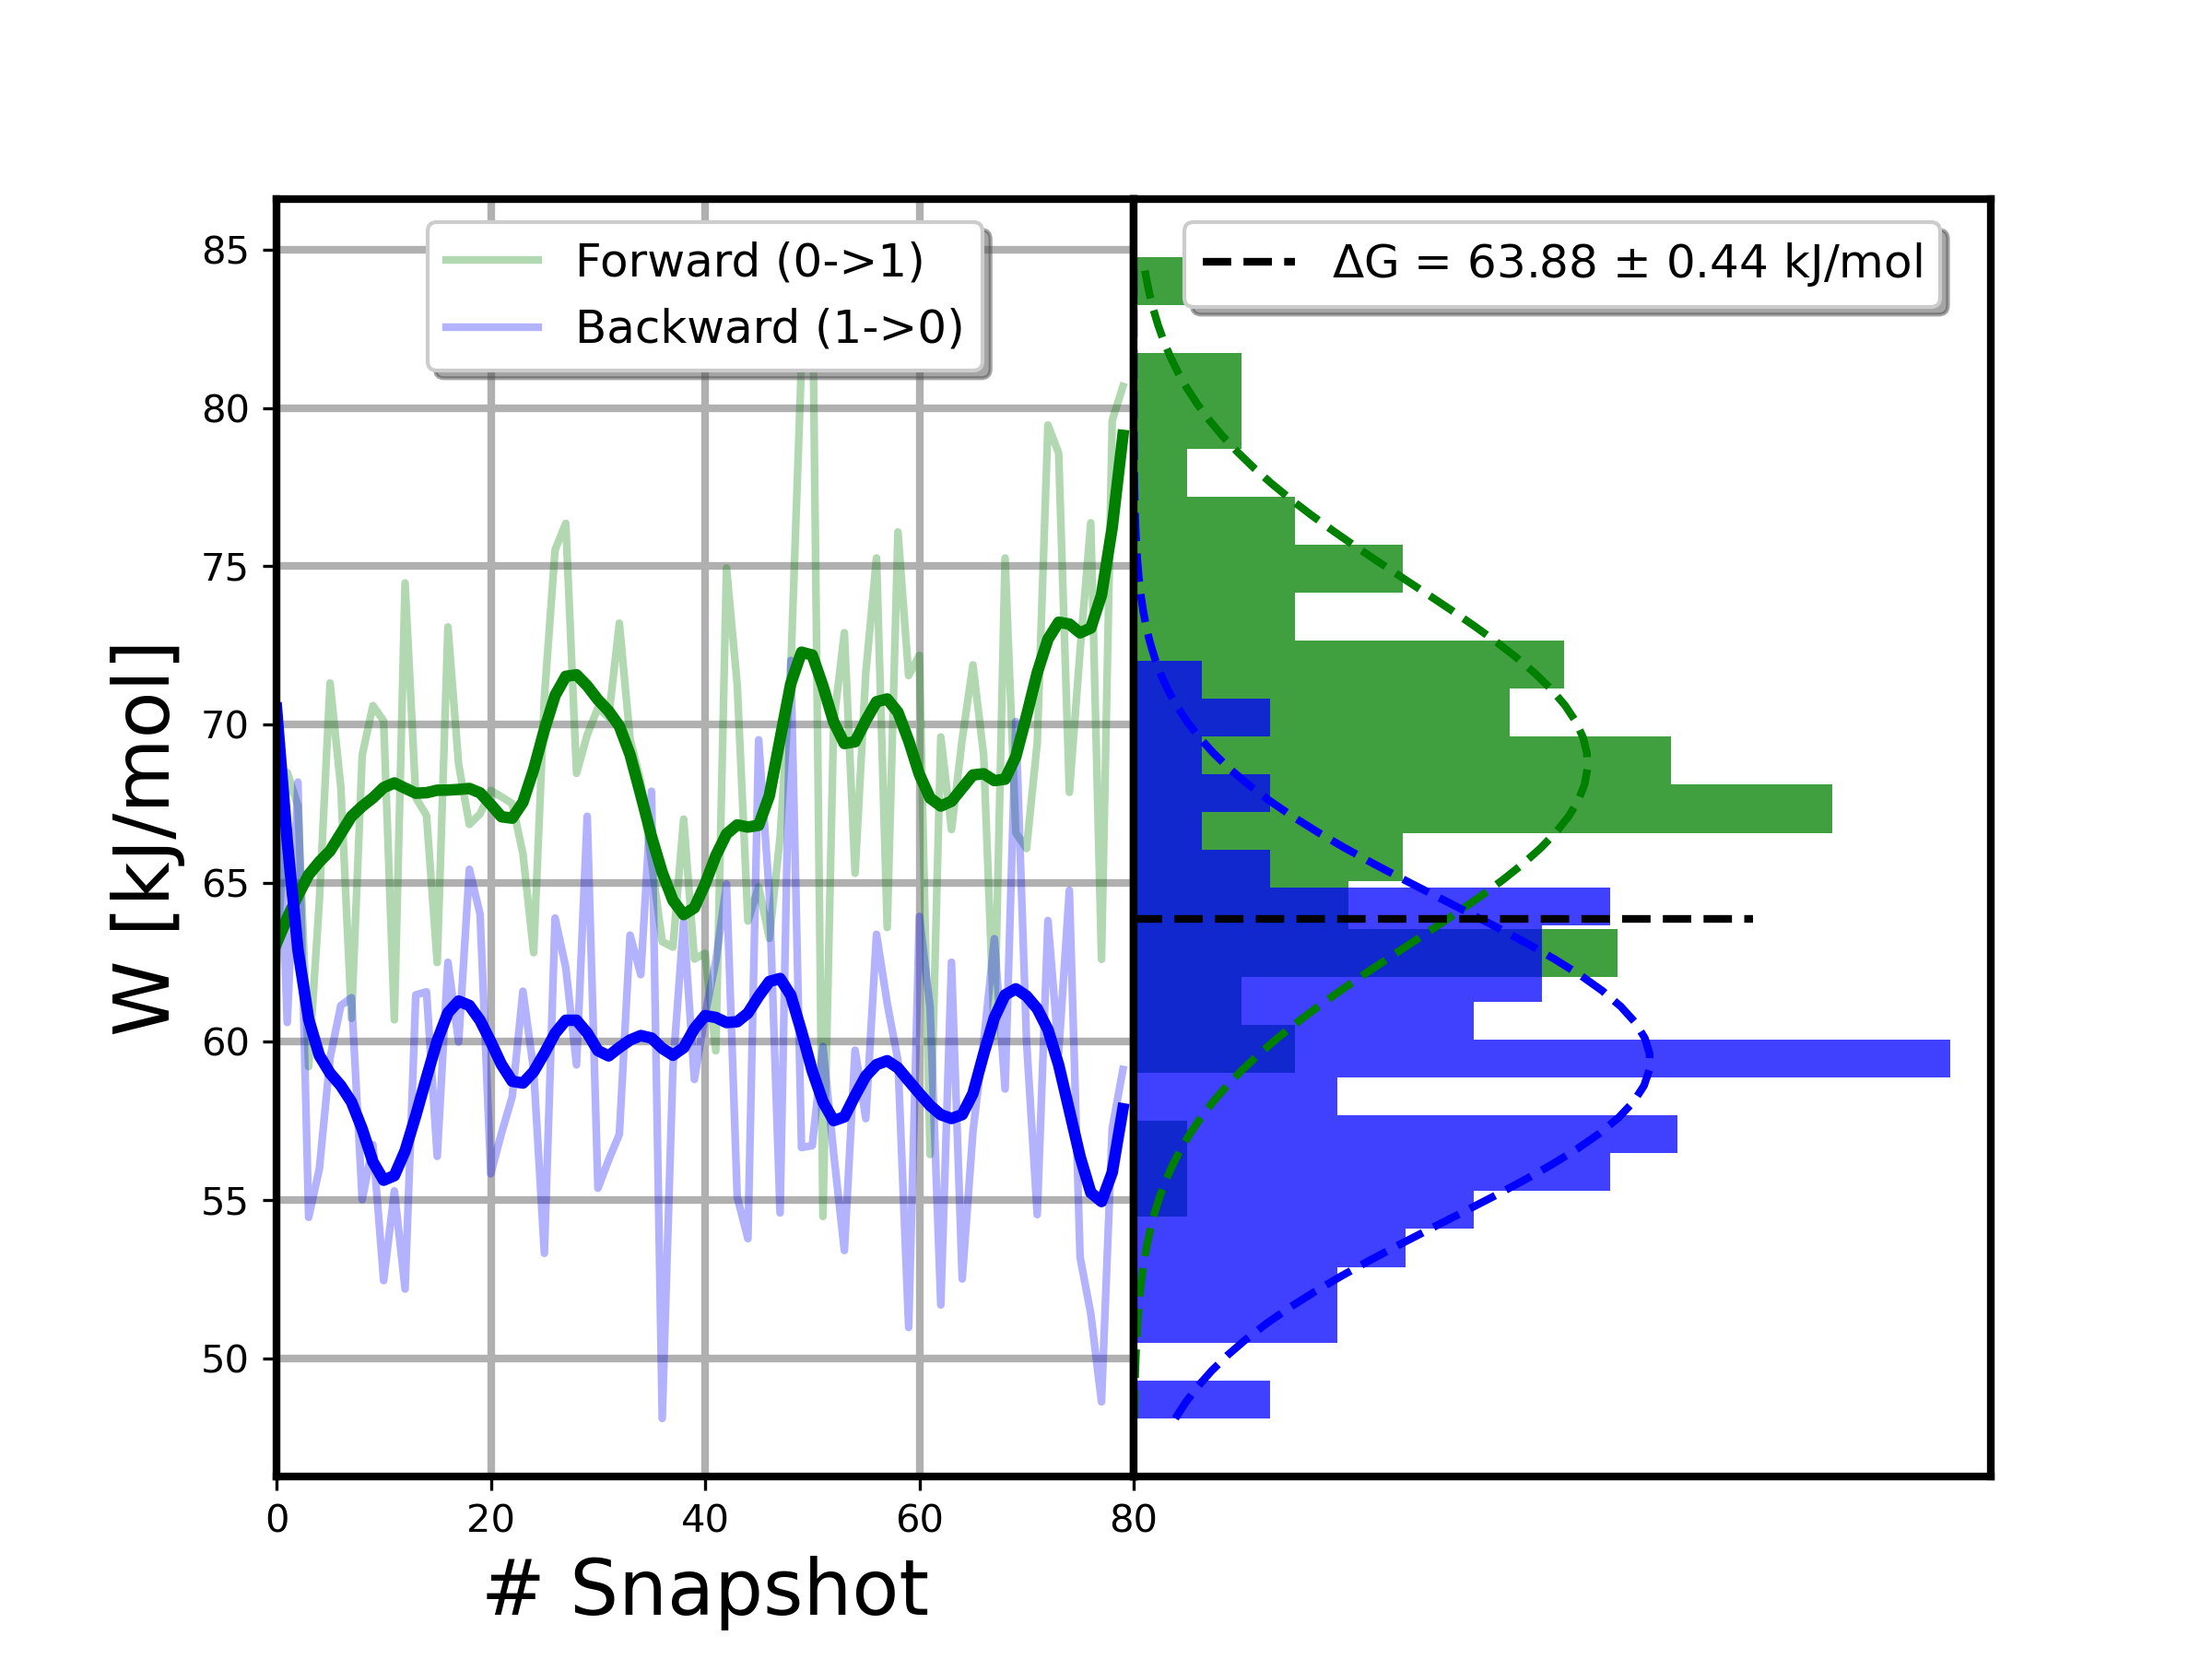 Forward (0->1)
Backward (1->0)
ΔG = 63.88 ± 0.44 kJ/mol
W [kJ/mol]
85
80
75
70
65
60
55
50
0 20 40 60 80
# Snapshot